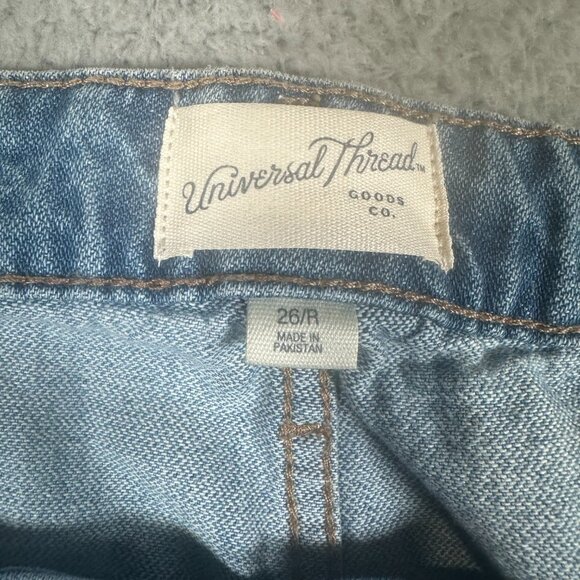 Universal Thread™
GOODS
CO.
26/R
MADE IN
PAKISTAN